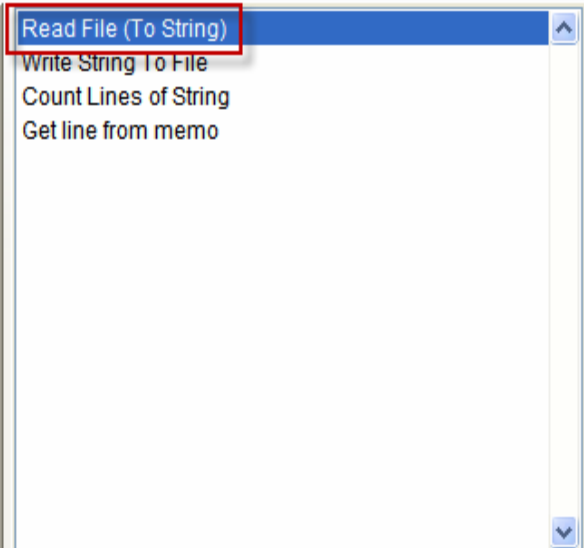 Read File (To String)
Write String To File
Count Lines of String
Get line from memo